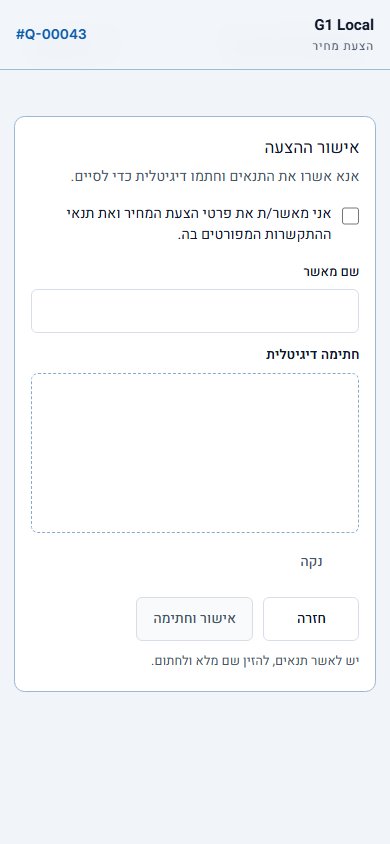 G1 Local
הצעת מחיר
#Q-00043
אישור ההצעה
אנא אשרו את התנאים וחתמו דיגיטלית כדי לסיים.
אני מאשר/ת את פרטי הצעת המחיר ואת תנאי
ההתקשרות המפורטים בה.
שם מאשר
חתימה דיגיטלית
נקה
חזרה
אישור וחתימה
יש לאשר תנאים, להזין שם מלא ולחתום.